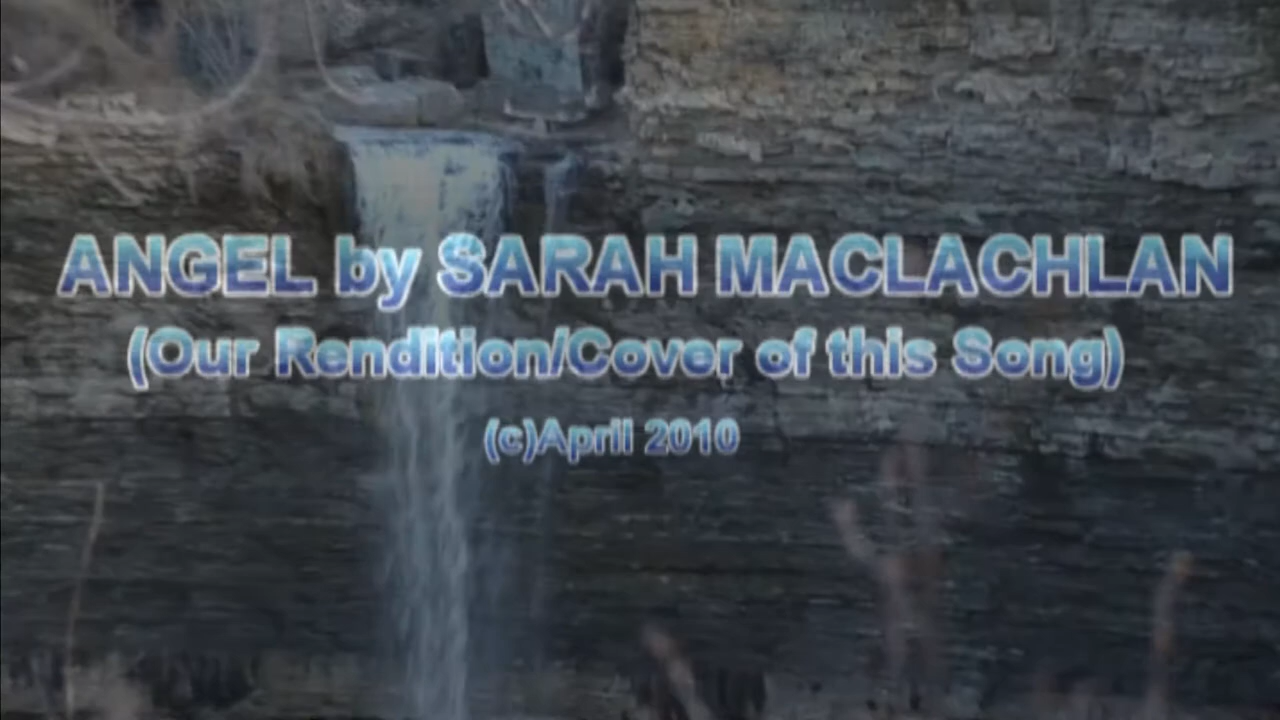 ANGEL by SARAH MACLACHLAN
(Our Rendition/Cover of this Song)
(c)April 2010